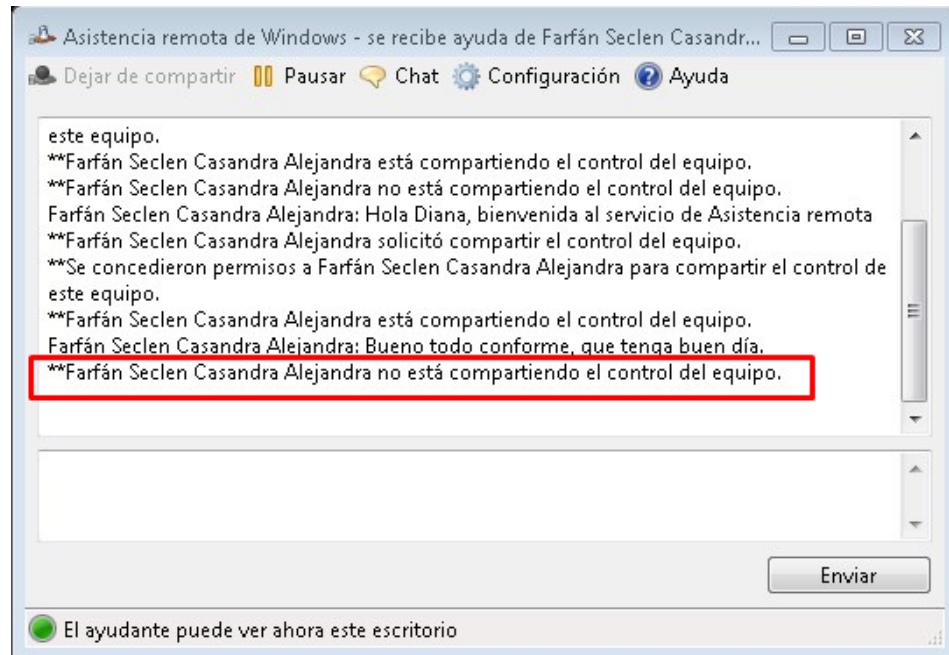 Asistencia remota de Windows - se recibe ayuda de Farfán Seclen Casandr...
Dejar de compartir Pausar Chat Configuración Ayuda
este equipo.
**Farfán Seclen Casandra Alejandra está compartiendo el control del equipo.
**Farfán Seclen Casandra Alejandra no está compartiendo el control del equipo.
Farfán Seclen Casandra Alejandra: Hola Diana, bienvenida al servicio de Asistencia remota
**Farfán Seclen Casandra Alejandra solicitó compartir el control del equipo.
**Se concedieron permisos a Farfán Seclen Casandra Alejandra para compartir el control de
este equipo.
**Farfán Seclen Casandra Alejandra está compartiendo el control del equipo.
Farfán Seclen Casandra Alejandra: Bueno todo conforme, que tenga buen día.
**Farfán Seclen Casandra Alejandra no está compartiendo el control del equipo.
Enviar
El ayudante puede ver ahora este escritorio